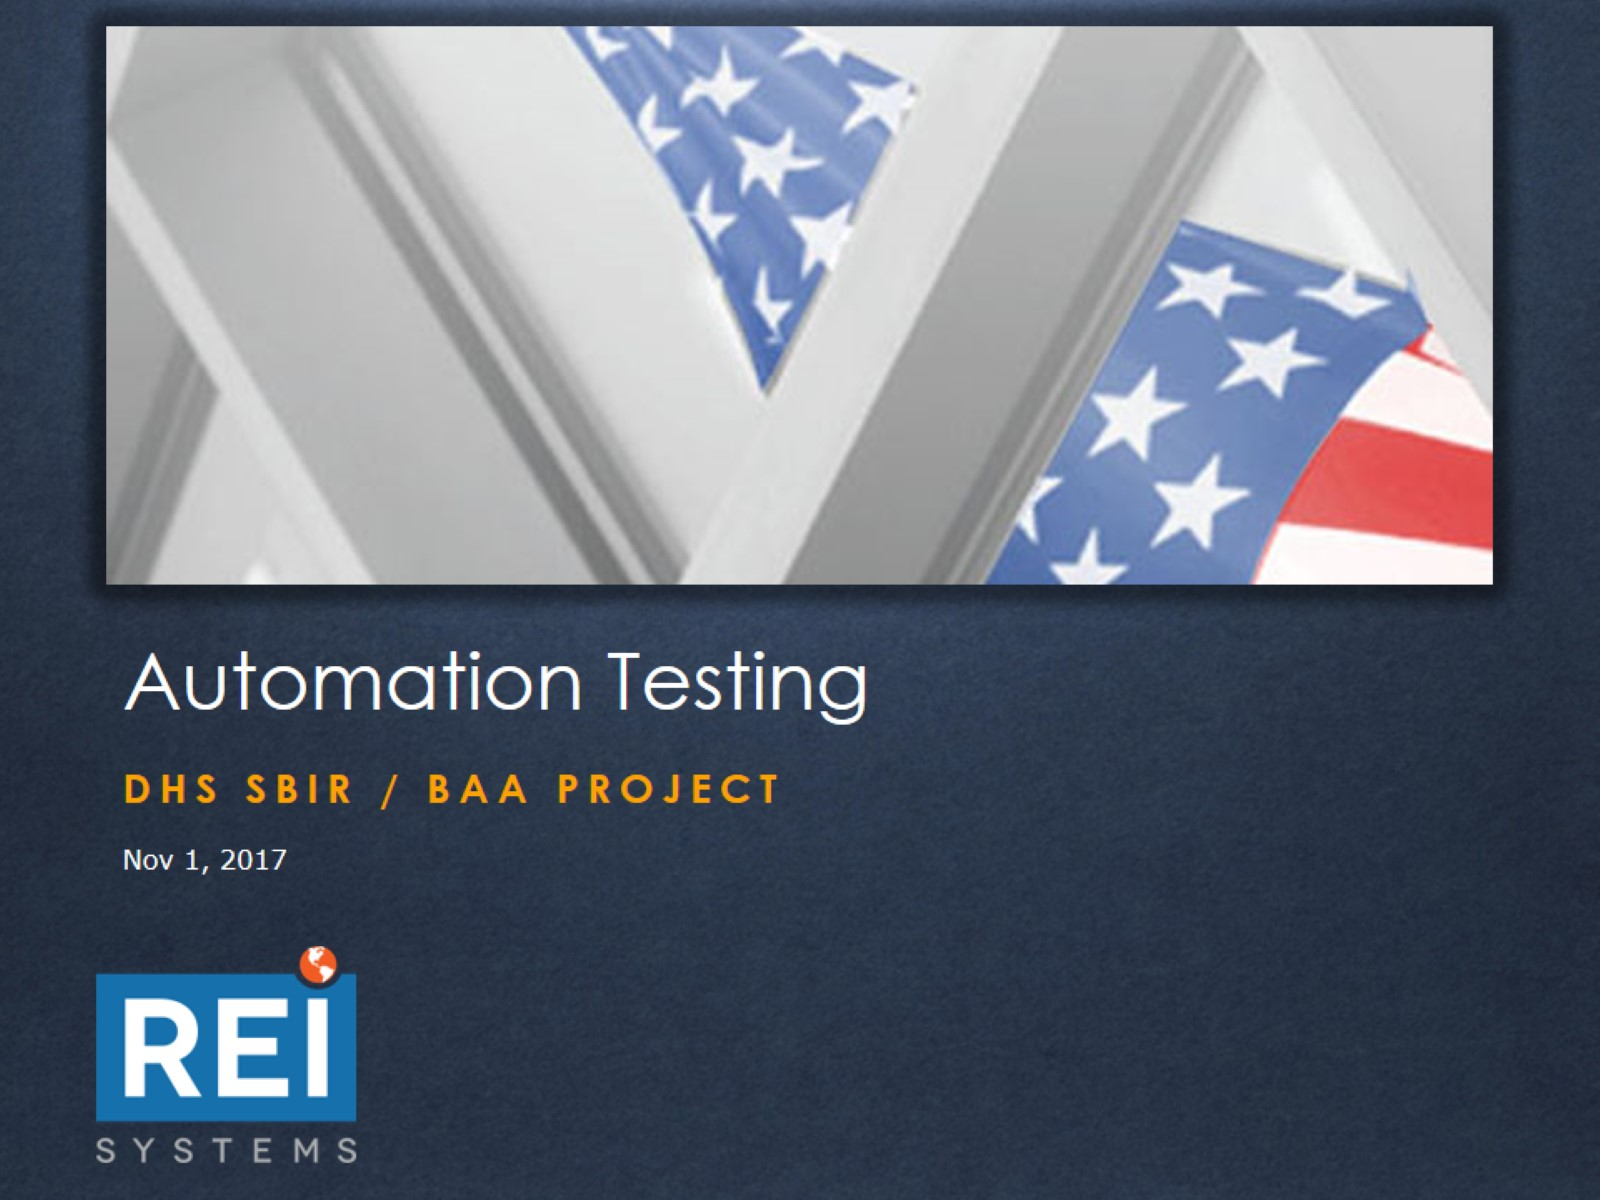 Automation Testing
DHS SBIR / BAA PROJECT
Nov 1, 2017
REI
SYSTEMS